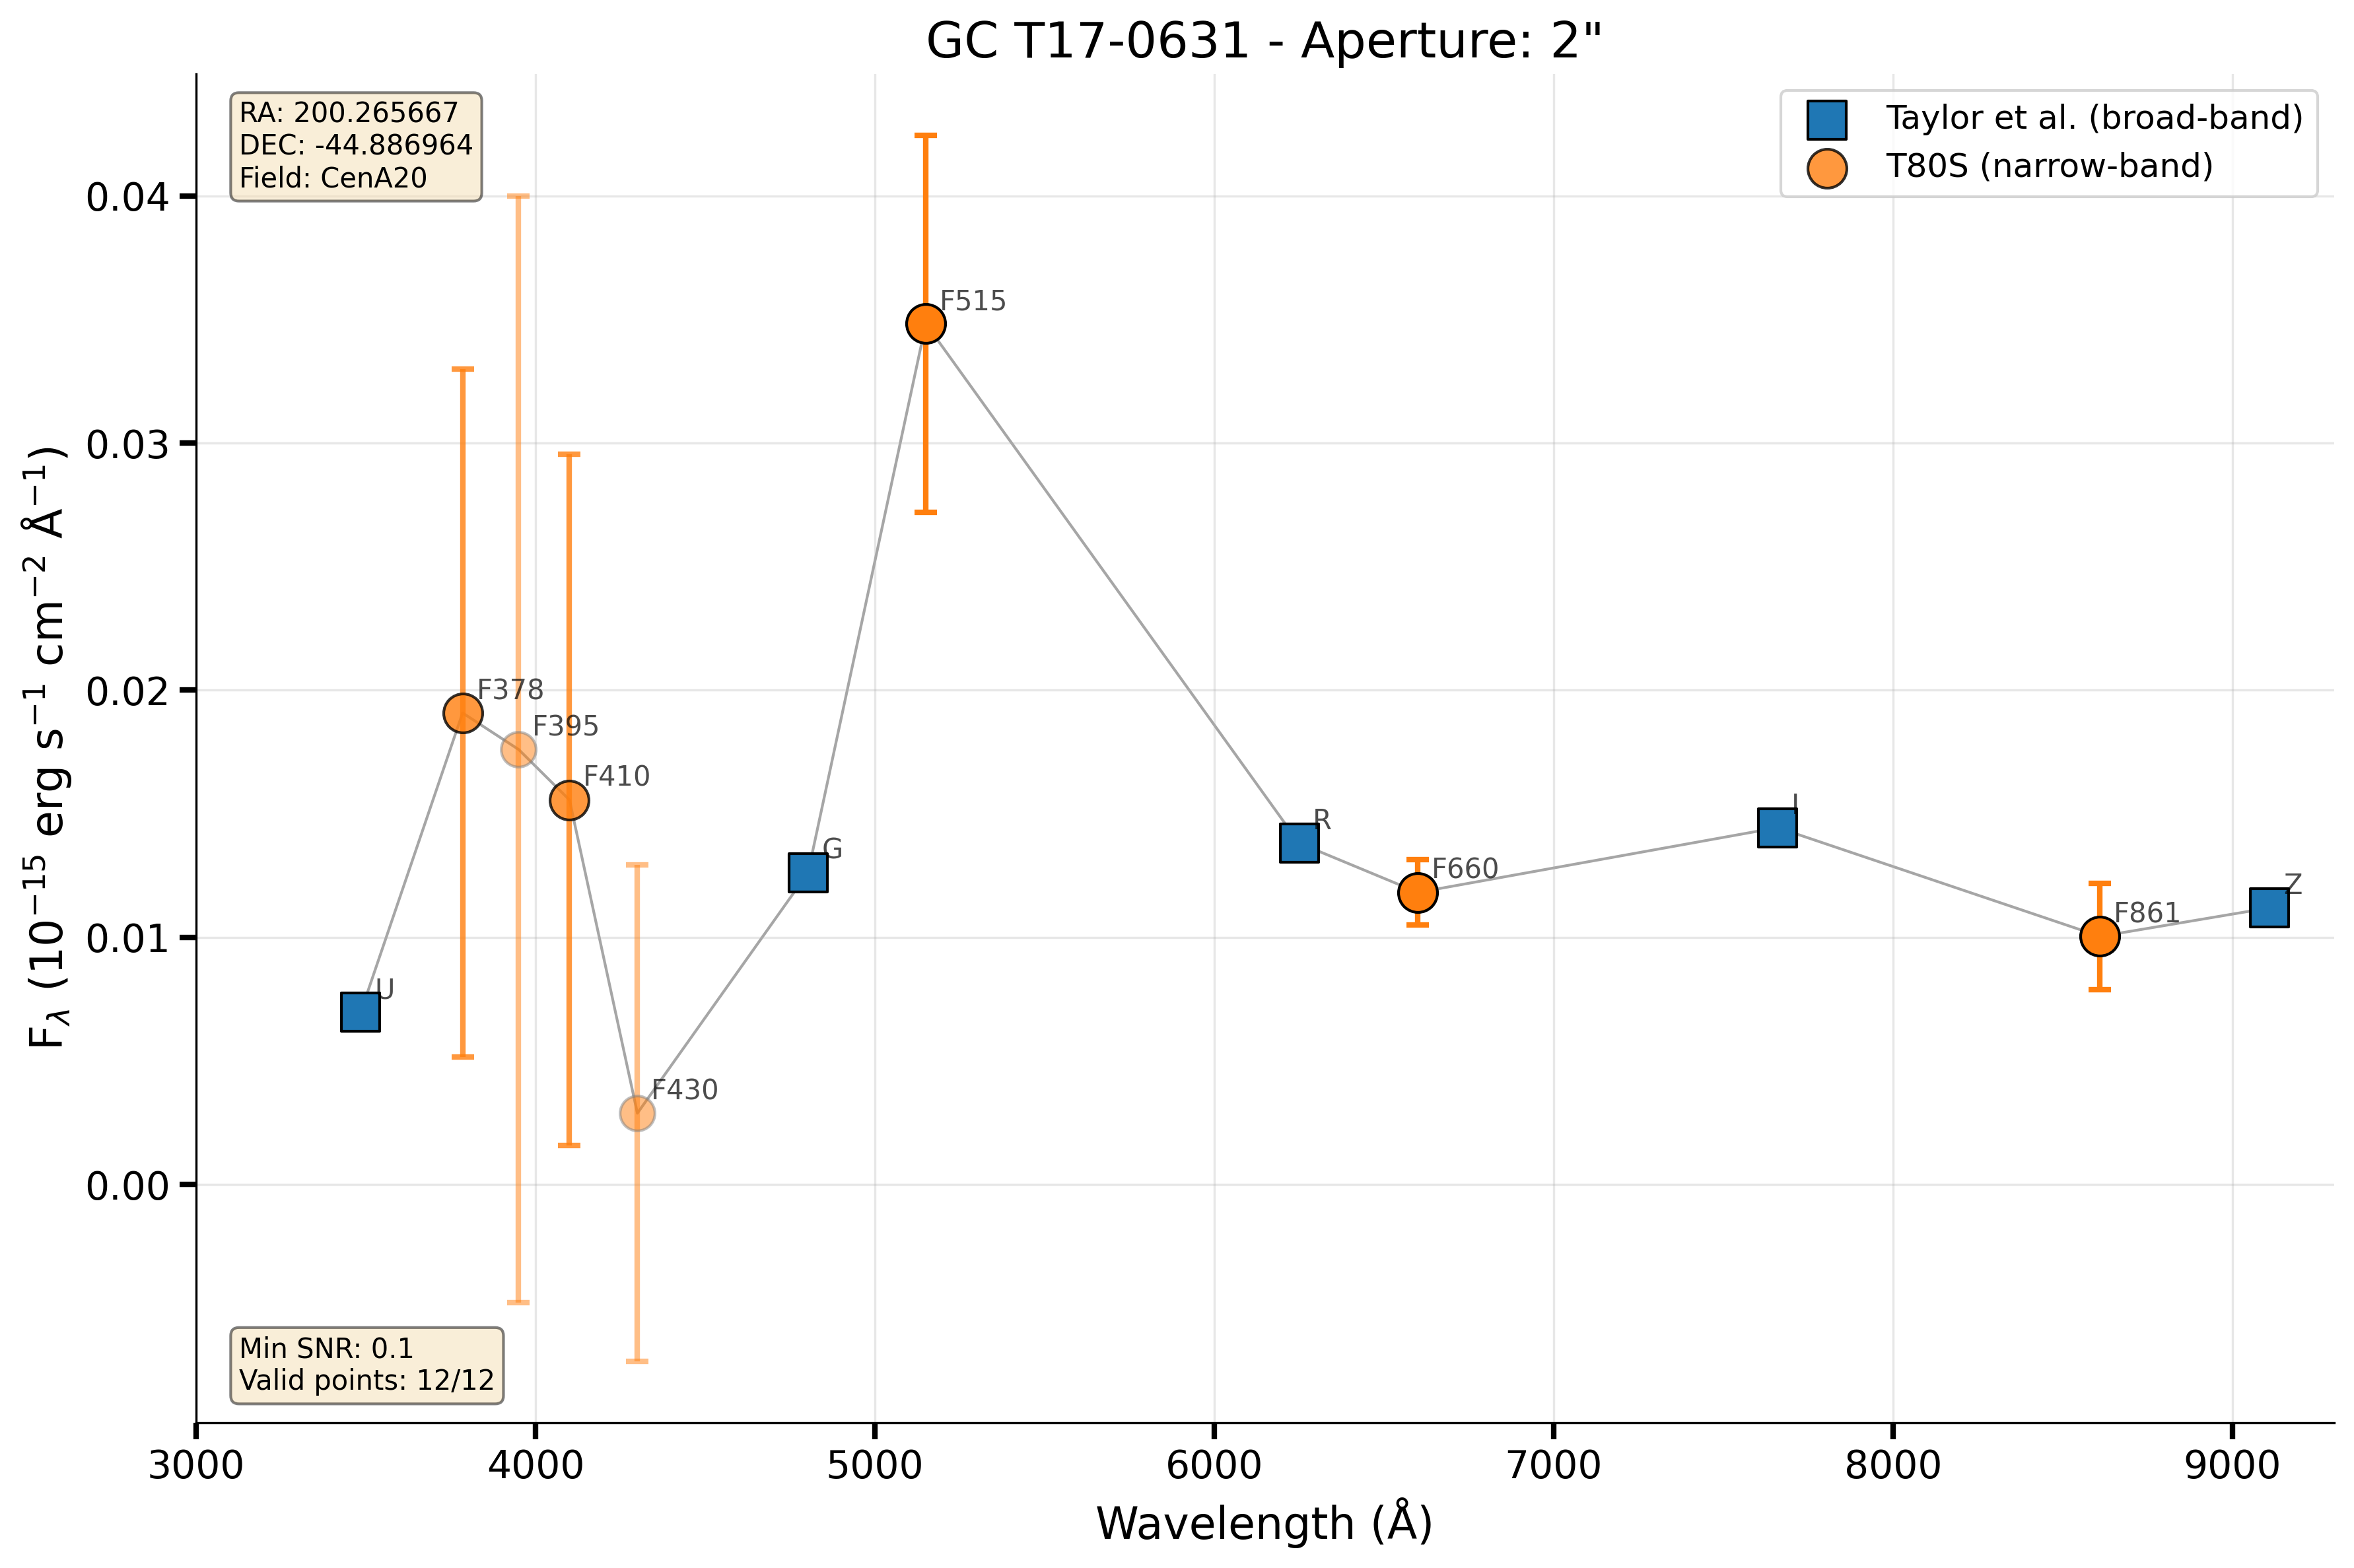 GC T17-0631 - Aperture: 2"
RA: 200.265667
DEC: -44.886964
Field: CenA20
Taylor et al. (broad-band)
T80S (narrow-band)
0.04
0.03
0.02
0.01
0.00
F515
F378
F395
F410
G
R
I
F660
Z
F861
U
F430
Fλ (10⁻¹⁵ erg s⁻¹ cm⁻² Å⁻¹)
Min SNR: 0.1
Valid points: 12/12
3000 4000 5000 6000 7000 8000 9000
Wavelength (Å)